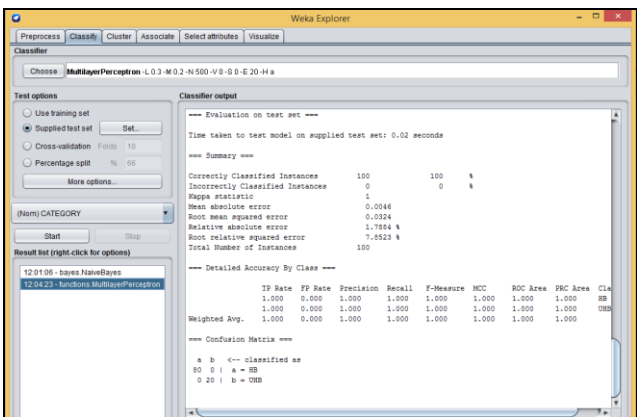 Weka Explorer
Preprocess Classify Cluster Associate Select attributes Visualize
Classifier
Choose MultilayerPerceptron -L 0.3 -M 0.2 -N 500 -V 0 -S 0 -E 20 -H a
Test options
Use training set
Supplied test set Set...
Cross-validation Folds 10
Percentage split % 66
More options...
(Nom) CATEGORY
Start Stop
Result list (right-click for options)
12:01:06 - bayes.NaiveBayes
12:04:23 - functions.MultilayerPerceptron
Classifier output
=== Evaluation on test set ===
Time taken to test model on supplied test set: 0.02 seconds
=== Summary ===
Correctly Classified Instances 100 100 %
Incorrectly Classified Instances 0 0 %
Kappa statistic 1
Mean absolute error 0.0046
Root mean squared error 0.0324
Relative absolute error 1.7884 %
Root relative squared error 7.8523 %
Total Number of Instances 100
=== Detailed Accuracy By Class ===
TP Rate FP Rate Precision Recall F-Measure MCC ROC Area PRC Area Cla
1.000 0.000 1.000 1.000 1.000 1.000 1.000 1.000 HB
1.000 0.000 1.000 1.000 1.000 1.000 1.000 1.000 UHB
Weighted Avg. 1.000 0.000 1.000 1.000 1.000 1.000 1.000 1.000
=== Confusion Matrix ===
a b <-- classified as
80 0 | a = HB
0 20 | b = UHB